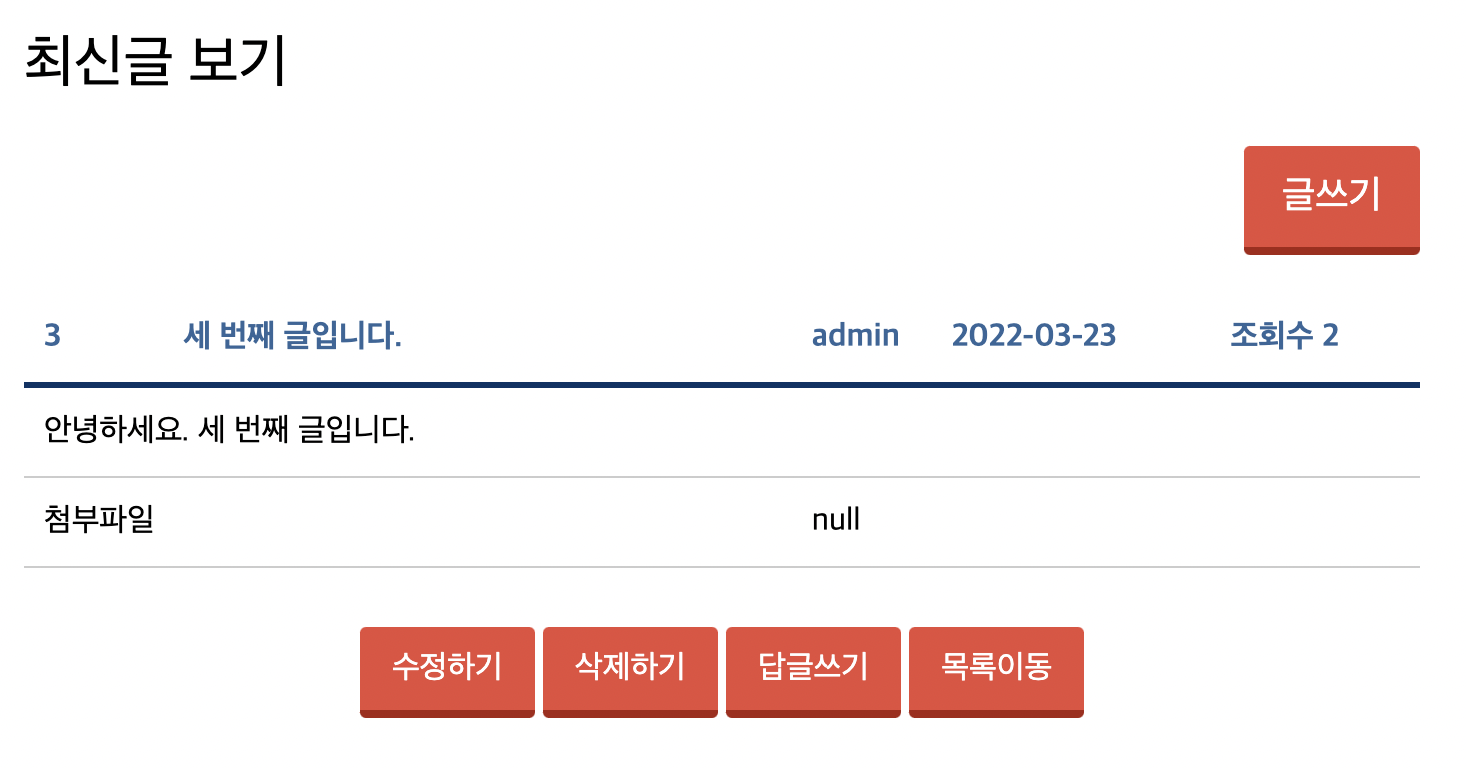 최신글 보기
글쓰기
3 세 번째 글입니다. admin 2022-03-23 조회수 2
안녕하세요. 세 번째 글입니다.
첨부파일 null
수정하기 삭제하기 답글쓰기 목록이동